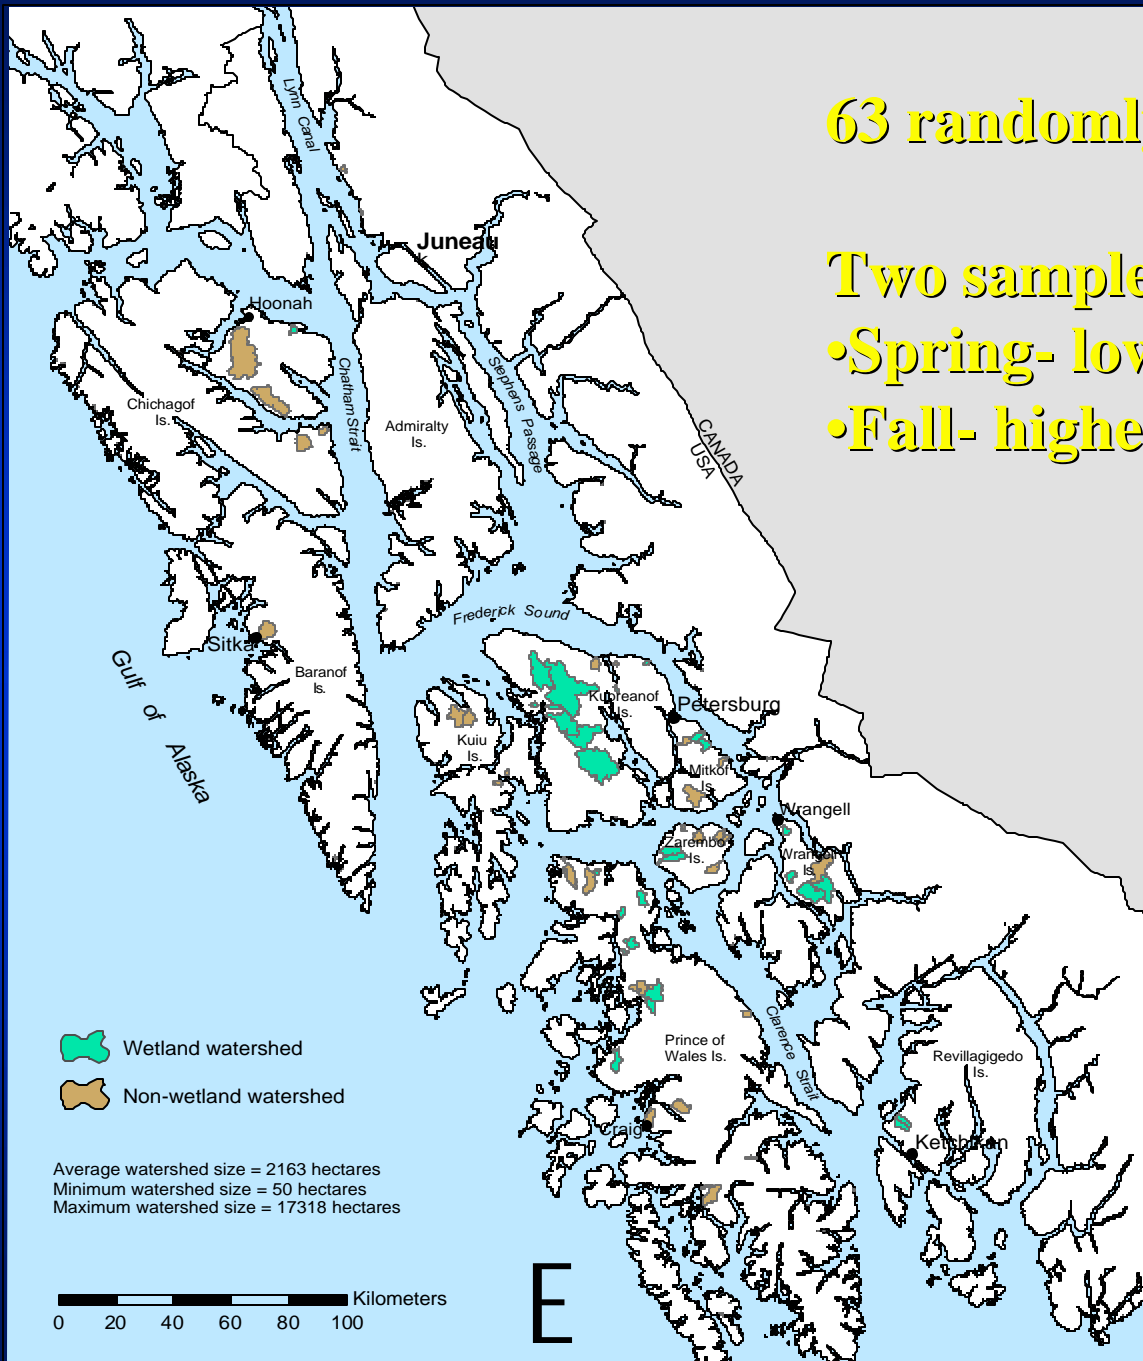 63 randoml
Two sample
•Spring- low
•Fall- highe
Lynn Canal
Juneau
k
Hoonah
Chatham Strait
Stephens Passage
Chichagof
Is.
Admiralty
Is.
CANADA
USA
Frederick Sound
Sitka
Gulf of Alaska
Baranof
Is.
Kupreanof
Is.
Petersburg
Kuiu
Is.
Mitkof
Is.
Wrangell
Zarembo
Is.
Wrangell
Is.
Clarence Strait
Prince of
Wales Is.
Revillagigedo
Is.
Craig
Ketchikan
Wetland watershed
Non-wetland watershed
Average watershed size = 2163 hectares
Minimum watershed size = 50 hectares
Maximum watershed size = 17318 hectares
Kilometers
0 20 40 60 80 100
E